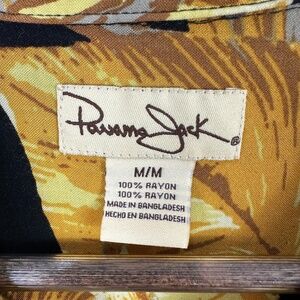 Panama Jack®
M/M
100% RAYON
100% RAYON
MADE IN BANGLADESH
HECHO EN BANGLADESH